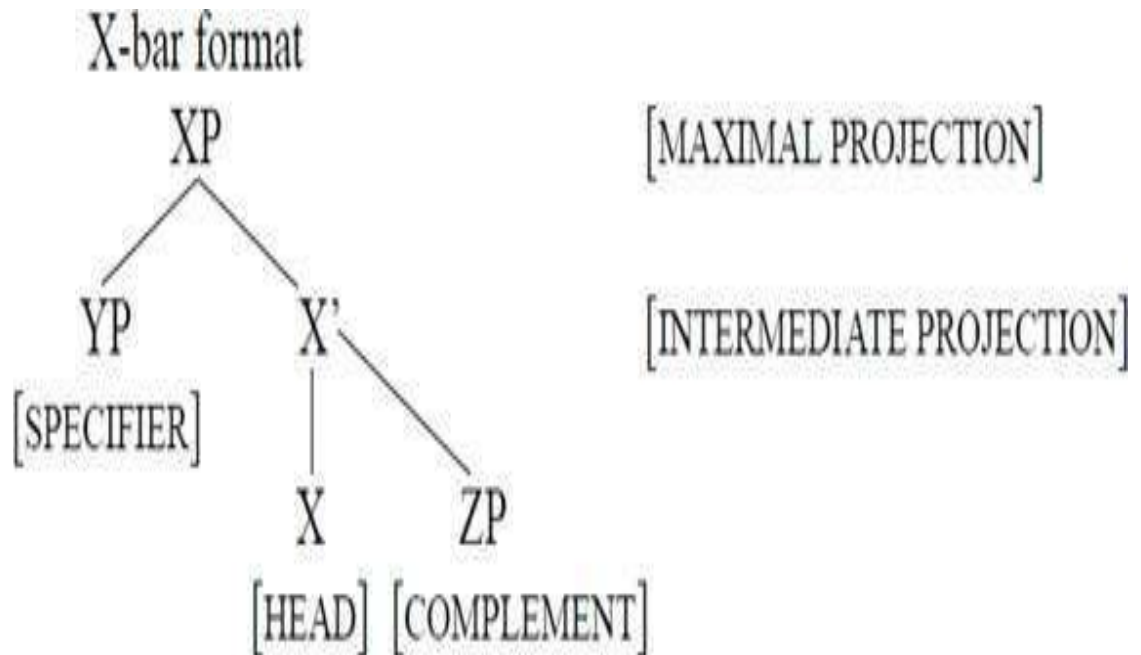 X-bar format
XP [MAXIMAL PROJECTION]
YP X’ [INTERMEDIATE PROJECTION]
[SPECIFIER]
X ZP
[HEAD] [COMPLEMENT]